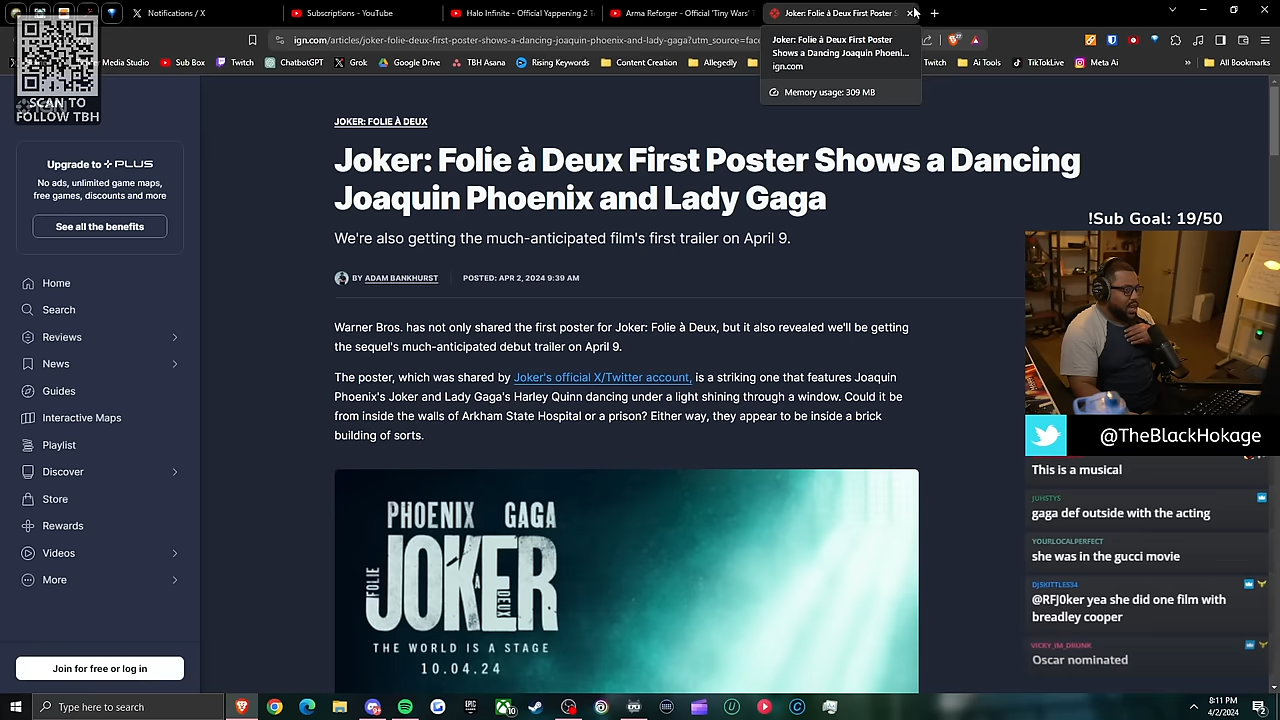 Notifications / X
Subscriptions - YouTube
Halo Infinite - Official Yappening 2 T
Arma Reforger - Official 'Tiny Wars'
Joker: Folie à Deux First Poster S
ign.com/articles/joker-folie-deux-first-poster-shows-a-dancing-joaquin-phoenix-and-lady-gaga?utm_source=face
Joker: Folie à Deux First Poster
Shows a Dancing Joaquin Phoeni...
ign.com
Memory usage: 309 MB
Media Studio
Sub Box
Twitch
ChatGPT
Grok
Google Drive
TBH Asana
Rising Keywords
Content Creation
Allegedly
Twitch
Ai Tools
TikTokLive
Meta Ai
»
All Bookmarks
SCAN TO
FOLLOW TBH
Upgrade to PLUS
No ads, unlimited game maps,
free games, discounts and more
See all the benefits
Home
Search
Reviews
News
Guides
Interactive Maps
Playlist
Discover
Store
Rewards
Videos
More
Join for free or log in
JOKER: FOLIE À DEUX
Joker: Folie à Deux First Poster Shows a Dancing
Joaquin Phoenix and Lady Gaga
We're also getting the much-anticipated film's first trailer on April 9.
BY ADAM BANKHURST
POSTED: APR 2, 2024 9:39 AM
Warner Bros. has not only shared the first poster for Joker: Folie à Deux, but it also revealed we'll be getting
the sequel's much-anticipated debut trailer on April 9.
The poster, which was shared by Joker's official X/Twitter account, is a striking one that features Joaquin
Phoenix's Joker and Lady Gaga's Harley Quinn dancing under a light shining through a window. Could it be
from inside the walls of Arkham State Hospital or a prison? Either way, they appear to be inside a brick
building of sorts.
PHOENIX GAGA
JOKER
FOLIE À DEUX
THE WORLD IS A STAGE
10.04.24
!Sub Goal: 19/50
@TheBlackHokage
This is a musical
JUHSTYS
gaga def outside with the acting
YOURLOCALPERFECT
she was in the gucci movie
DJSKITTLES34
@RFJ0ker yea she did one film with
breadley cooper
VICKY_IM_DRUNK
Oscar nominated
Type here to search
8:11 PM
4/2/2024